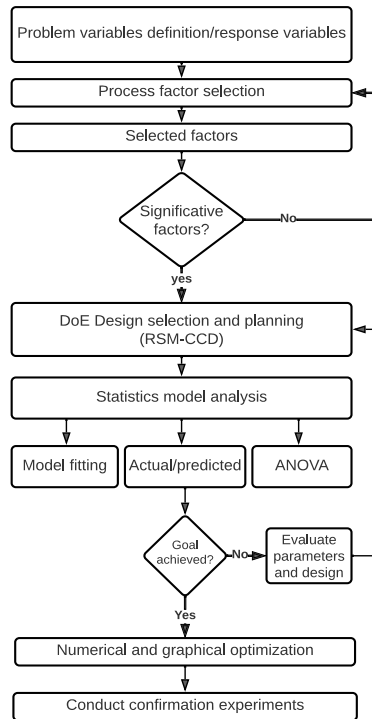 Problem variables definition/response variables
Process factor selection
Selected factors
Significative
factors?
No
yes
DoE Design selection and planning
(RSM-CCD)
Statistics model analysis
Model fitting
Actual/predicted
ANOVA
Goal
achieved?
No
Evaluate
parameters
and design
Yes
Numerical and graphical optimization
Conduct confirmation experiments